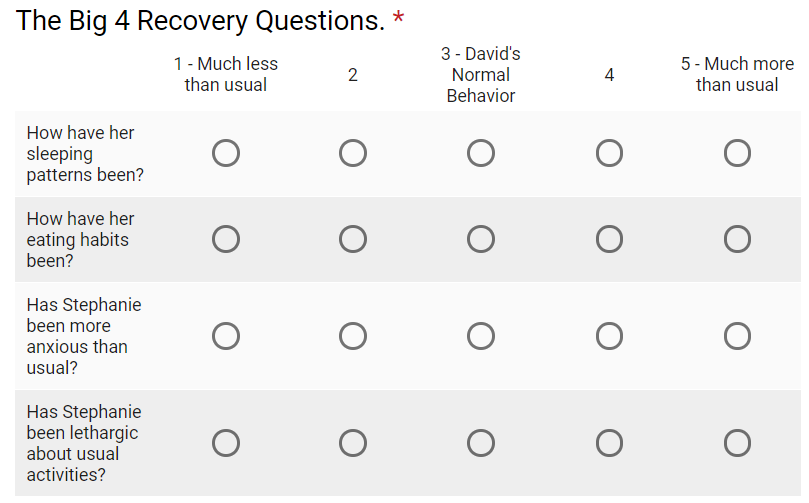 The Big 4 Recovery Questions. *
1 - Much less
than usual
2
3 - David's
Normal
Behavior
4
5 - Much more
than usual
How have her
sleeping
patterns been?
How have her
eating habits
been?
Has Stephanie
been more
anxious than
usual?
Has Stephanie
been lethargic
about usual
activities?